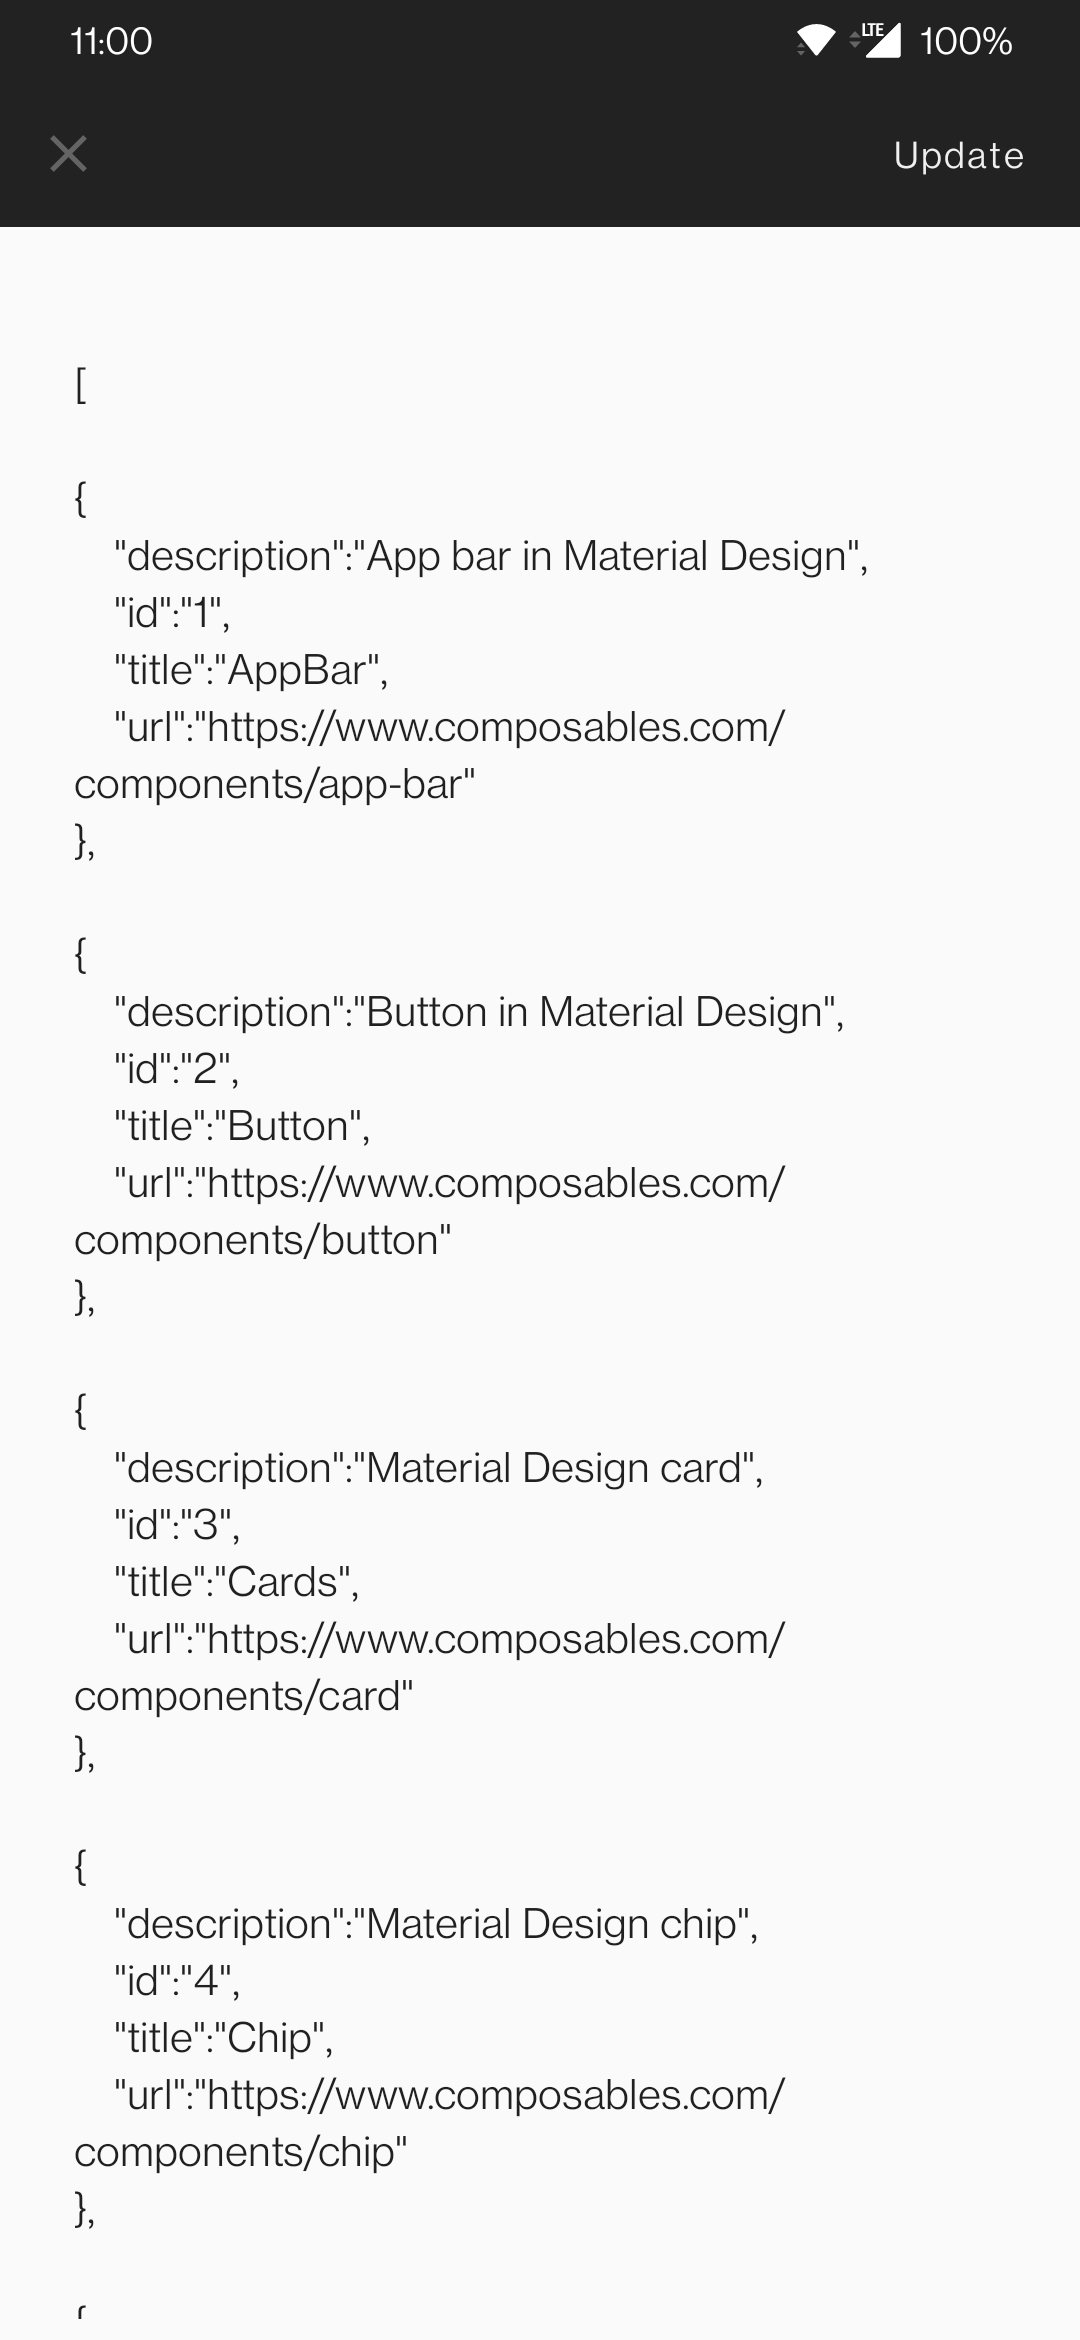 11:00 LTE 100%
Update
[
{
"description":"App bar in Material Design",
"id":"1",
"title":"AppBar",
"url":"https://www.composables.com/
components/app-bar"
},
{
"description":"Button in Material Design",
"id":"2",
"title":"Button",
"url":"https://www.composables.com/
components/button"
},
{
"description":"Material Design card",
"id":"3",
"title":"Cards",
"url":"https://www.composables.com/
components/card"
},
{
"description":"Material Design chip",
"id":"4",
"title":"Chip",
"url":"https://www.composables.com/
components/chip"
},
{